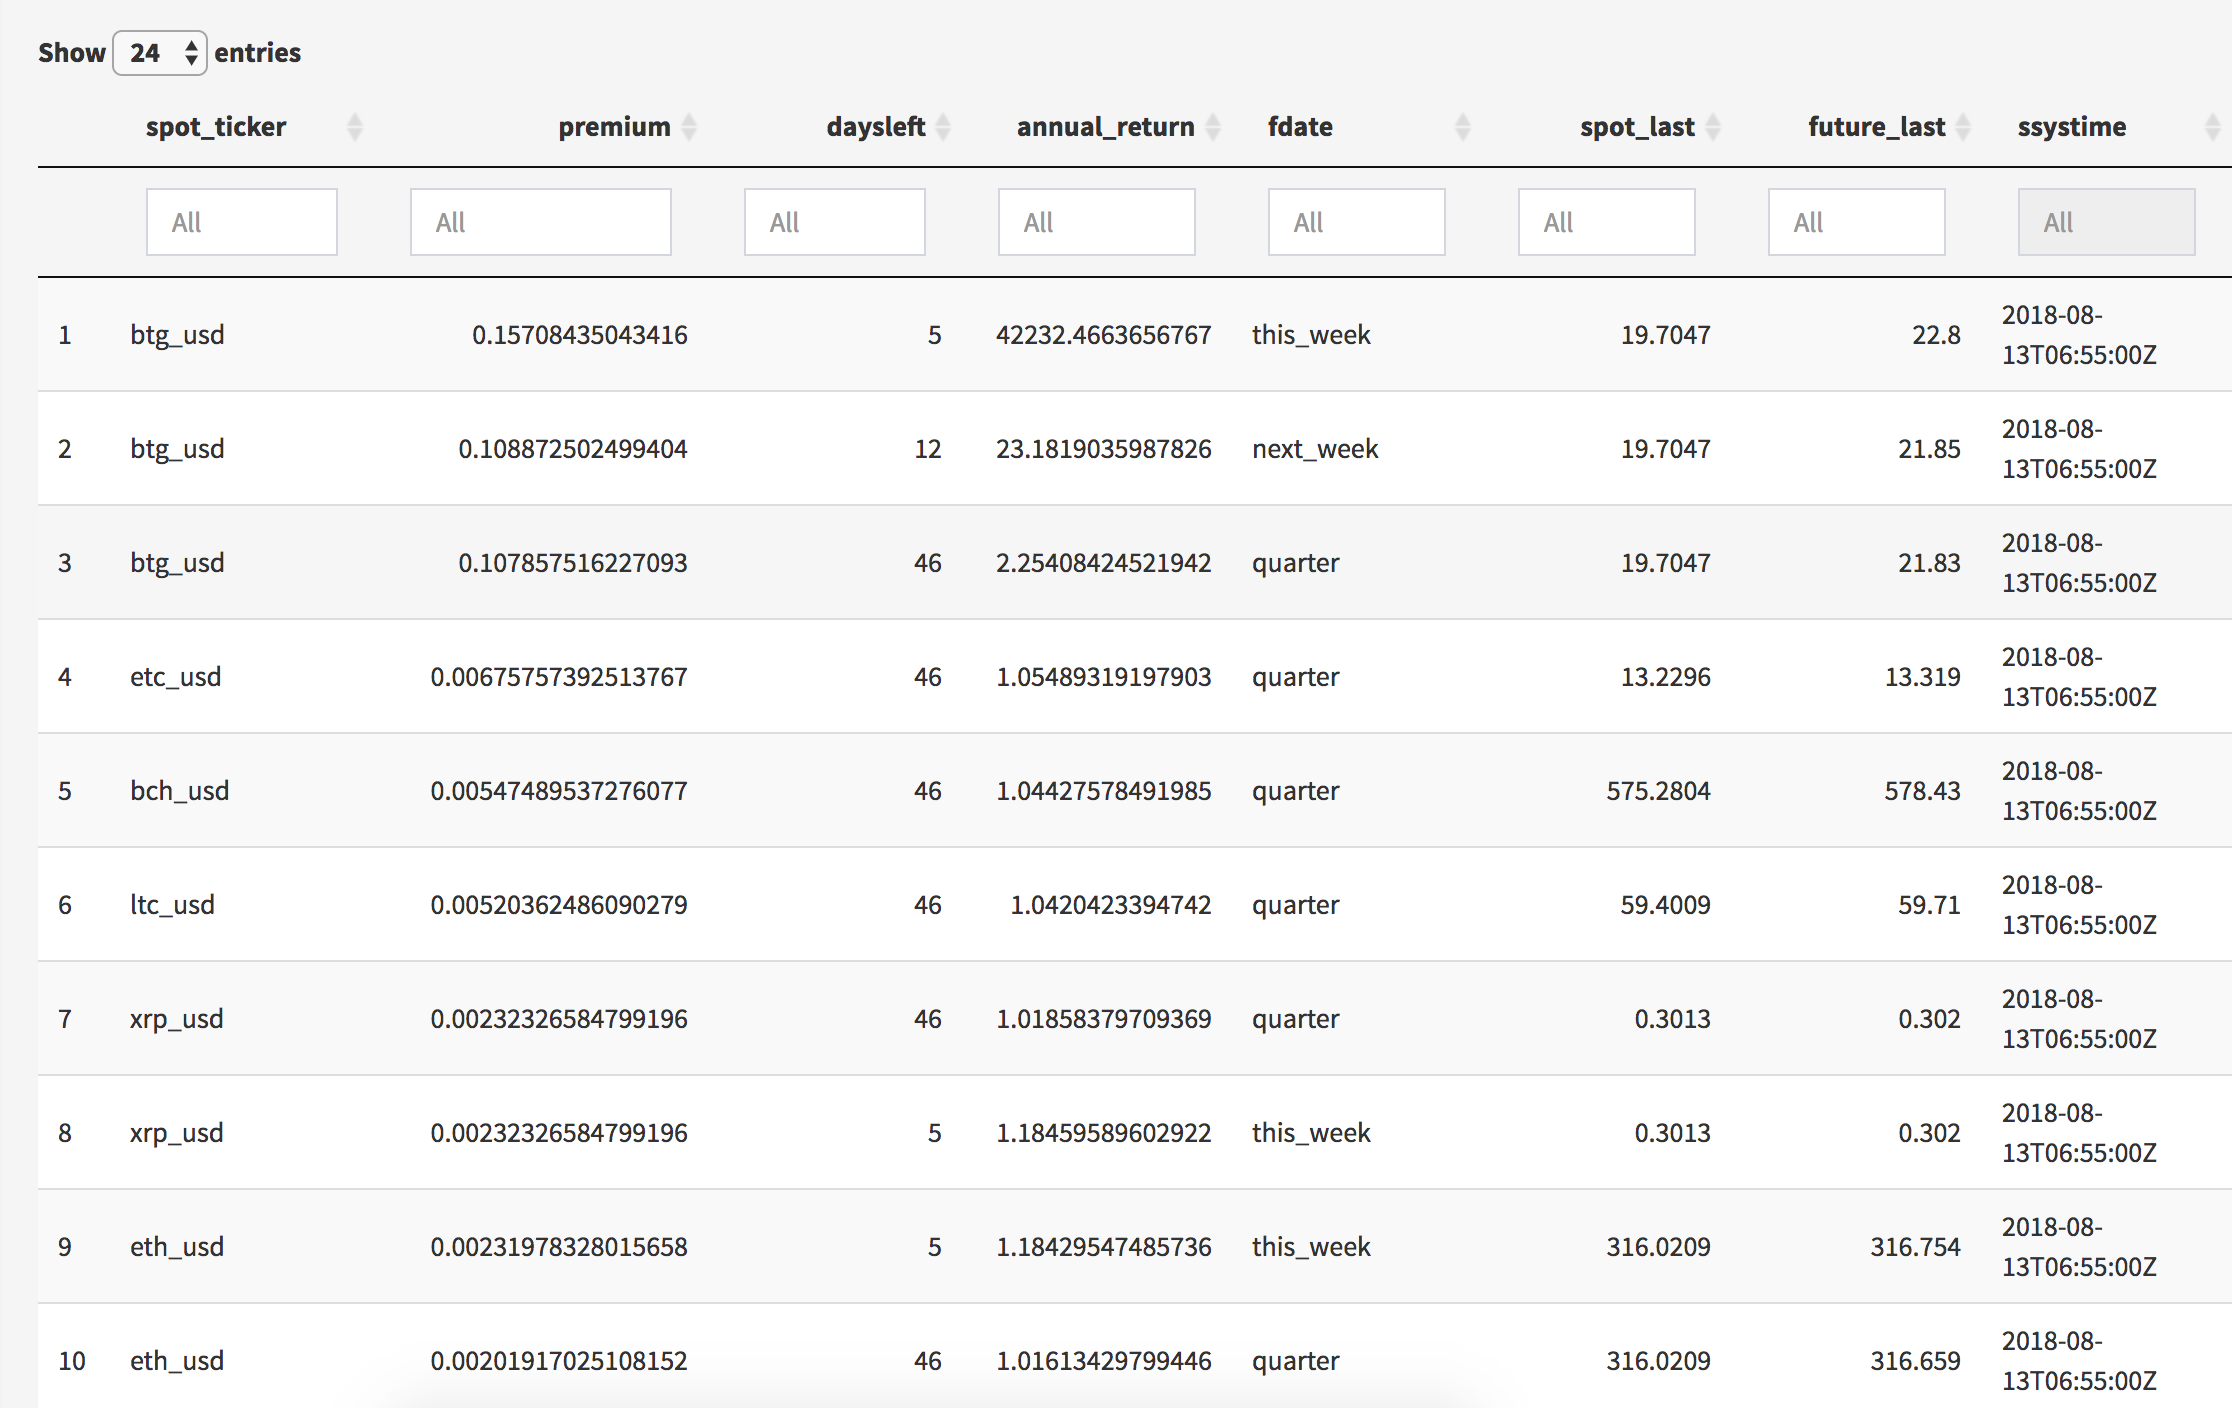 Show 24 entries
spot_ticker premium daysleft annual_return fdate spot_last future_last ssystime
All All All All All All All All
1 btg_usd 0.15708435043416 5 42232.4663656767 this_week 19.7047 22.8 2018-08-
13T06:55:00Z
2 btg_usd 0.108872502499404 12 23.1819035987826 next_week 19.7047 21.85 2018-08-
13T06:55:00Z
3 btg_usd 0.107857516227093 46 2.25408424521942 quarter 19.7047 21.83 2018-08-
13T06:55:00Z
4 etc_usd 0.00675757392513767 46 1.05489319197903 quarter 13.2296 13.319 2018-08-
13T06:55:00Z
5 bch_usd 0.00547489537276077 46 1.04427578491985 quarter 575.2804 578.43 2018-08-
13T06:55:00Z
6 ltc_usd 0.00520362486090279 46 1.0420423394742 quarter 59.4009 59.71 2018-08-
13T06:55:00Z
7 xrp_usd 0.00232326584799196 46 1.01858379709369 quarter 0.3013 0.302 2018-08-
13T06:55:00Z
8 xrp_usd 0.00232326584799196 5 1.18459589602922 this_week 0.3013 0.302 2018-08-
13T06:55:00Z
9 eth_usd 0.00231978328015658 5 1.18429547485736 this_week 316.0209 316.754 2018-08-
13T06:55:00Z
10 eth_usd 0.00201917025108152 46 1.01613429799446 quarter 316.0209 316.659 2018-08-
13T06:55:00Z